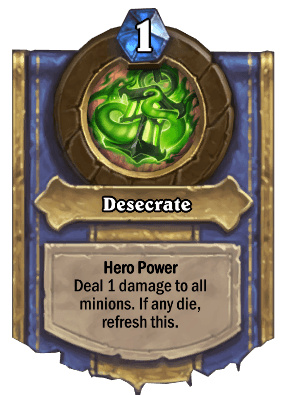 1
Desecrate
Hero Power
Deal 1 damage to all
minions. If any die,
refresh this.